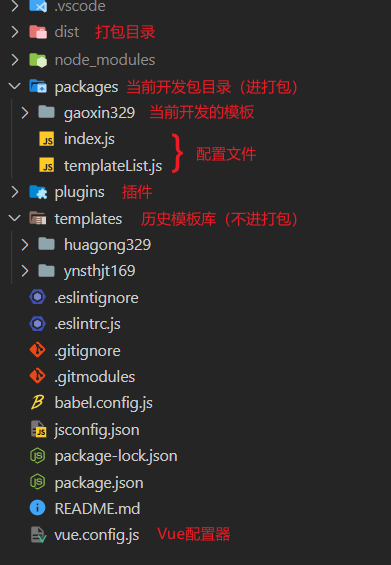 .vscode
dist 打包目录
node_modules
packages 当前开发包目录（进打包）
gaoxin329 当前开发的模板
JS index.js
JS templateList.js
} 配置文件
plugins 插件
templates 历史模板库（不进打包）
huagong329
ynsthjt169
.eslintignore
.eslintrc.js
.gitignore
.gitmodules
babel.config.js
JS jsconfig.json
package-lock.json
package.json
README.md
vue.config.js Vue配置器